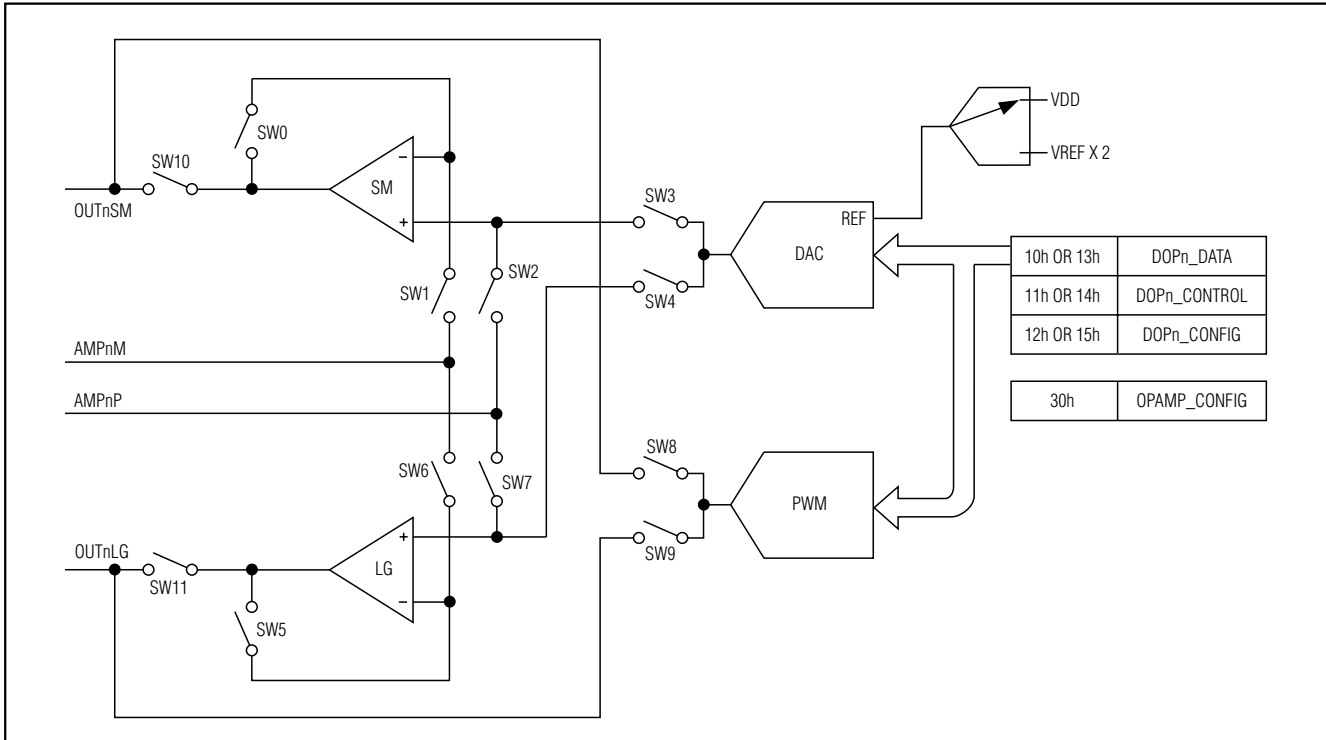 VDD
VREF X 2
SW0
SW10
SM
−
+
OUTnSM
SW3
REF
DAC
SW4
SW2
SW1
10h OR 13h DOPn_DATA
11h OR 14h DOPn_CONTROL
12h OR 15h DOPn_CONFIG
AMPnM
AMPnP
30h OPAMP_CONFIG
SW8
SW6
SW7
PWM
SW9
OUTnLG
SW11
+
LG
−
SW5